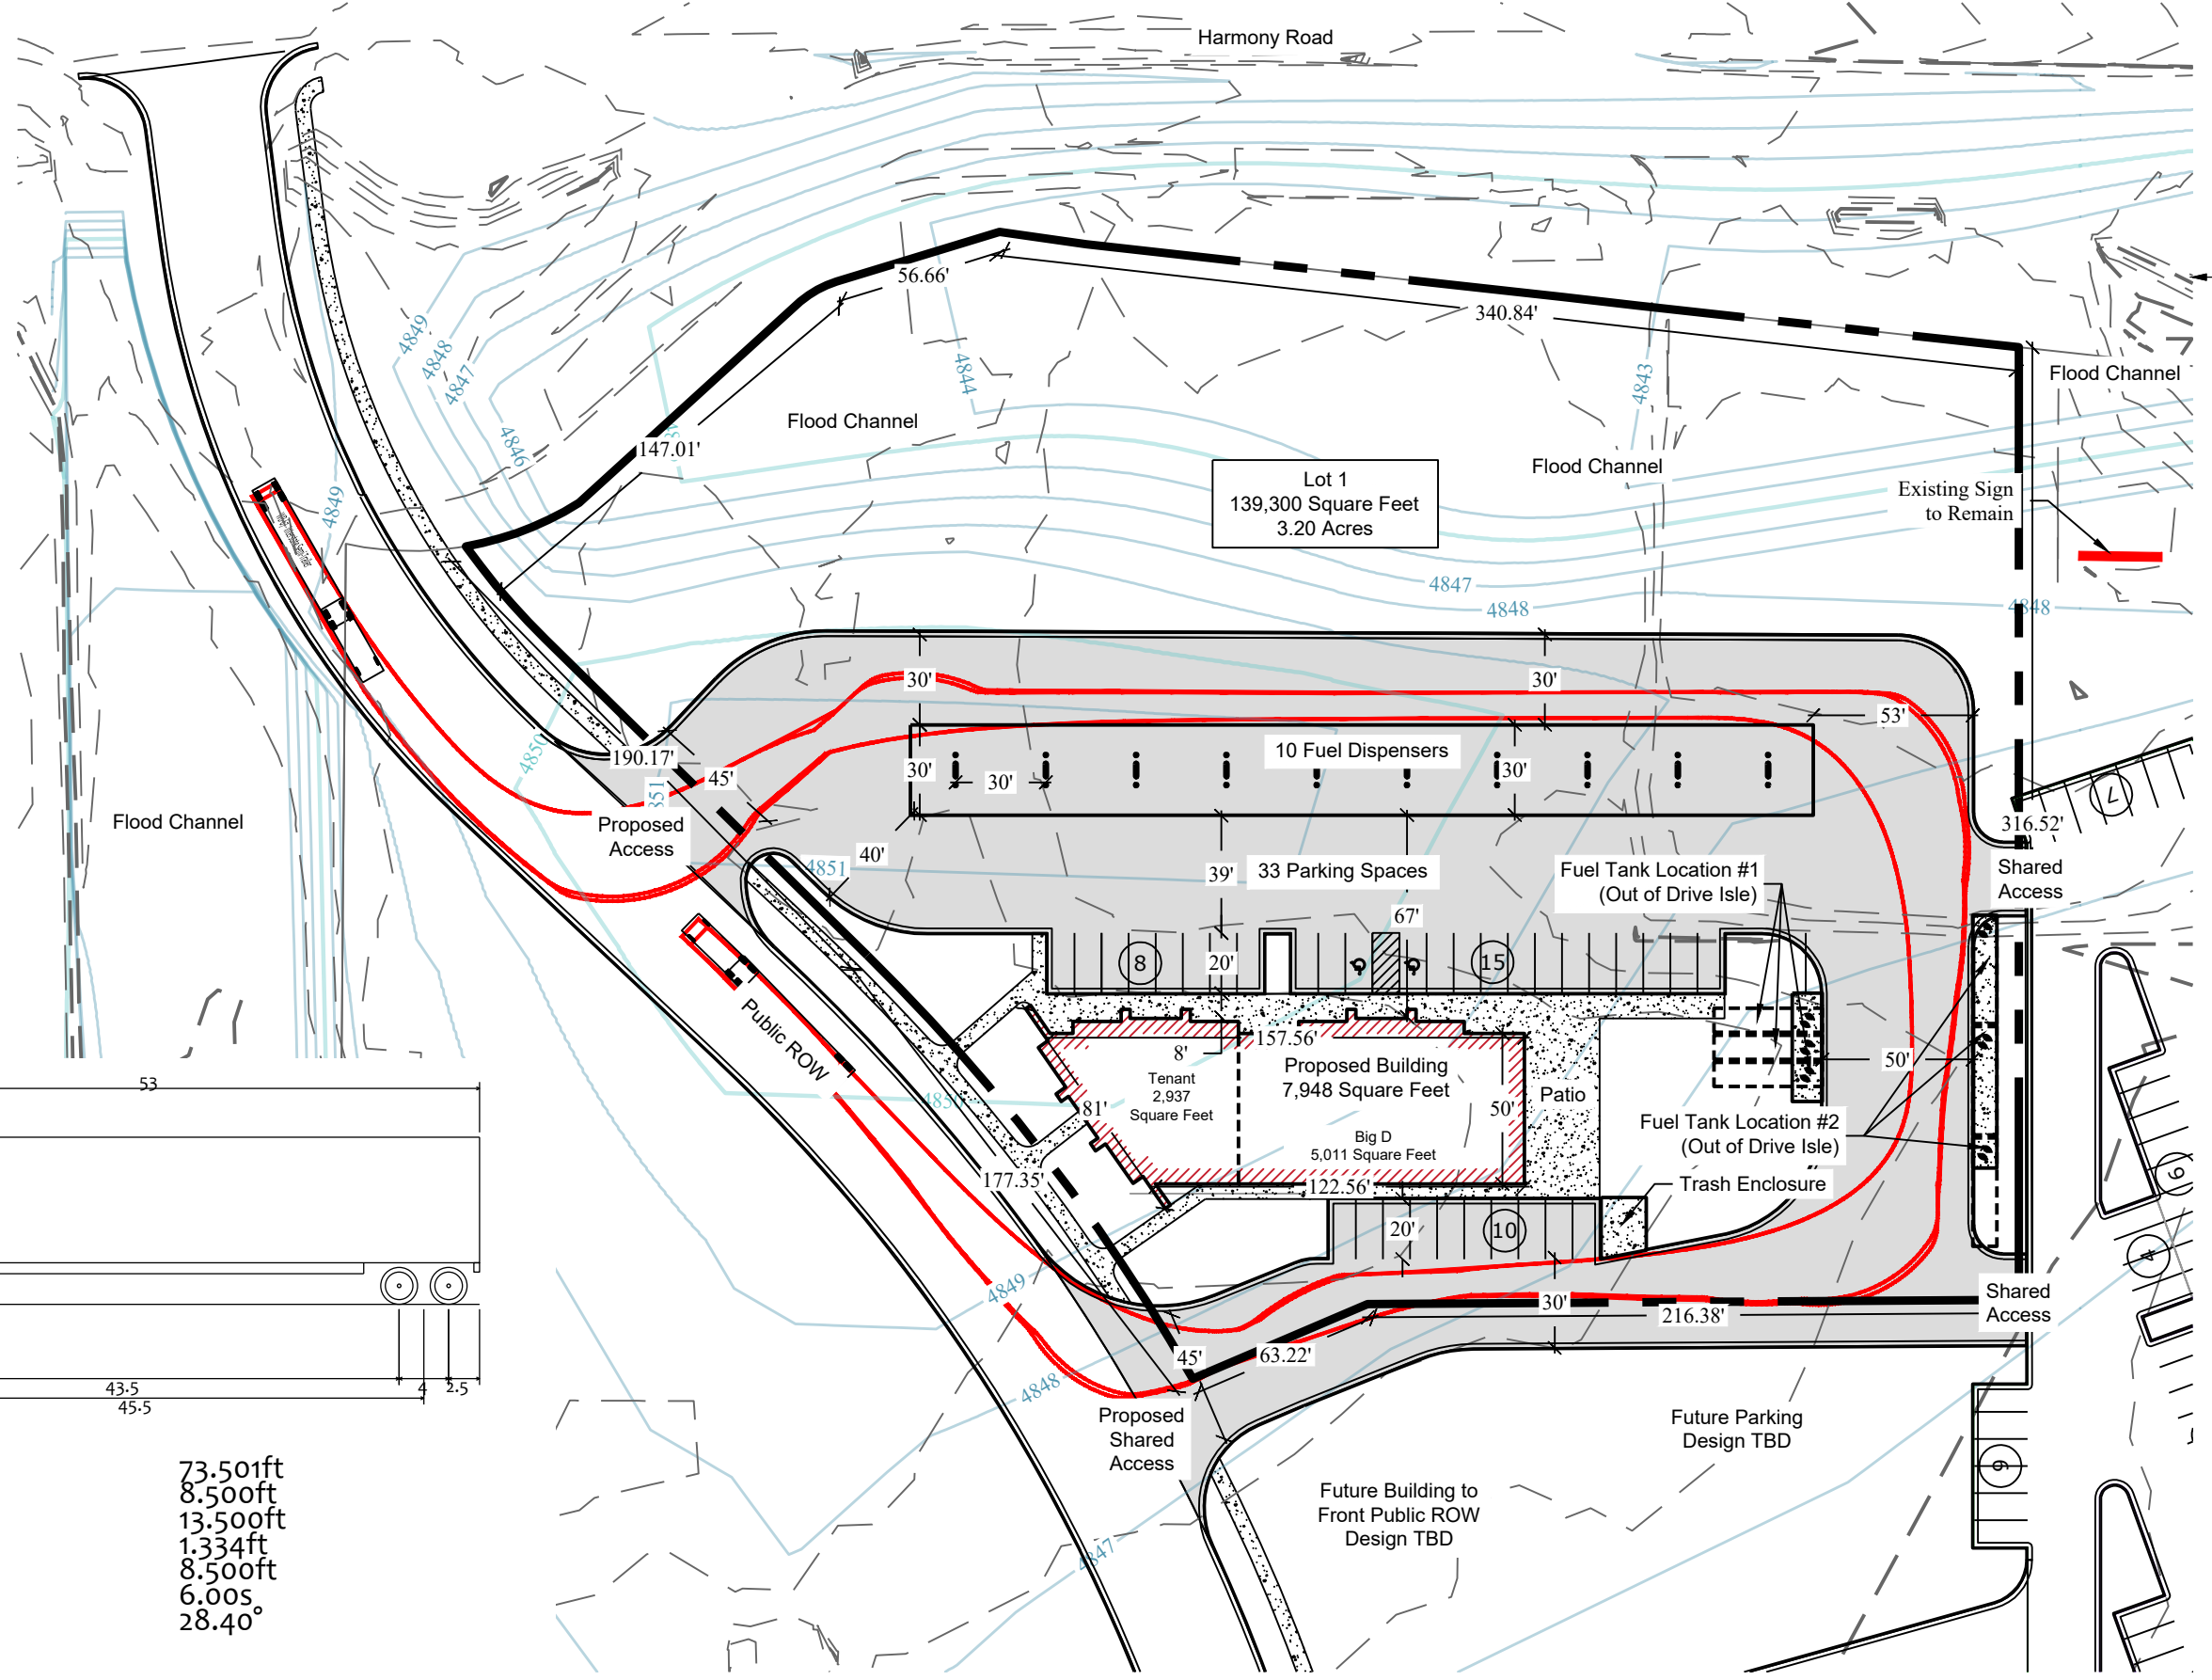 Harmony Road
56.66'
340.84'
4849
4848
4847
4846
4844
4843
Flood Channel
Flood Channel
147.01'
Flood Channel
Lot 1
139,300 Square Feet
3.20 Acres
Existing Sign
to Remain
4849
4847
4848
4848
30'
30'
53'
4850
190.17'
45'
851
10 Fuel Dispensers
30'
30'
30'
7
316.52'
Flood Channel
Proposed
Access
40'
4851
39'
33 Parking Spaces
Fuel Tank Location #1
(Out of Drive Isle)
Shared
Access
67'
8
20'
15
Public ROW
157.56'
8'
Proposed Building
7,948 Square Feet
50'
Tenant
2,937
Square Feet
4850
81'
50'
Patio
Big D
5,011 Square Feet
Fuel Tank Location #2
(Out of Drive Isle)
Trash Enclosure
177.35'
122.56'
20'
10
9
4
4849
30'
216.38'
Shared
Access
45'
63.22'
4848
Proposed
Shared
Access
Future Parking
Design TBD
Future Building to
Front Public ROW
Design TBD
9
4847
53
43.5
4
2.5
45.5
73.501ft
8.500ft
13.500ft
1.334ft
8.500ft
6.00s
28.40°